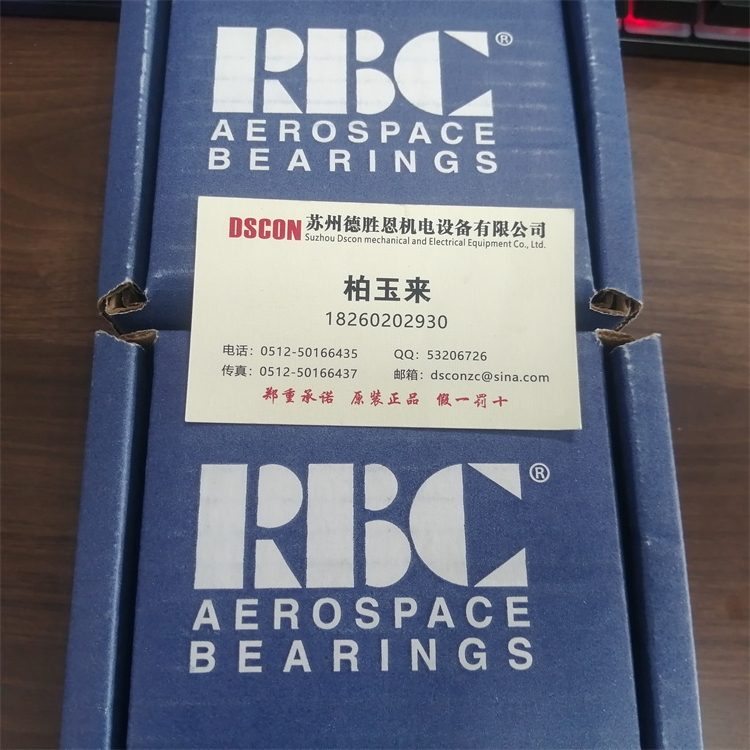 RBC®
AEROSPACE
BEARINGS
DSCON 苏州德胜恩机电设备有限公司
Suzhou Dscon mechanical and Electrical Equipment Co., Ltd.
柏玉来
18260202930
电话：0512-50166435 QQ：53206726
传真：0512-50166437 邮箱：dsconzc@sina.com
郑重承诺 原装正品 假一罚十
RBC®
AEROSPACE
BEARINGS